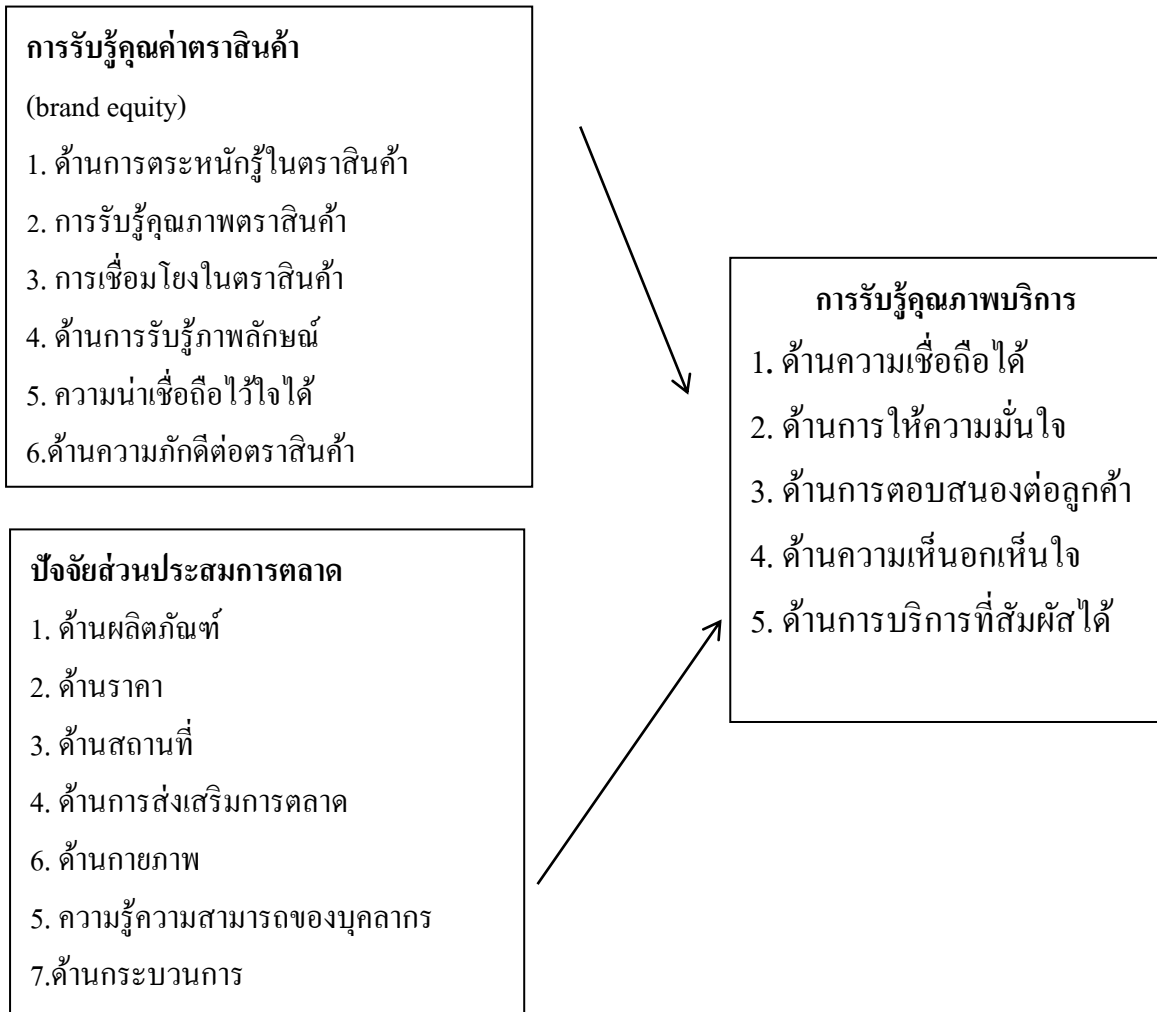 การรับรู้คุณค่าตราสินค้า
(brand equity)
1. ด้านการตระหนักรู้ในตราสินค้า
2. การรับรู้คุณภาพตราสินค้า
3. การเชื่อมโยงในตราสินค้า
4. ด้านการรับรู้ภาพลักษณ์
5. ความน่าเชื่อถือไว้ใจได้
6.ด้านความภักดีต่อตราสินค้า
ปัจจัยส่วนประสมการตลาด
1. ด้านผลิตภัณฑ์
2. ด้านราคา
3. ด้านสถานที่
4. ด้านการส่งเสริมการตลาด
6. ด้านกายภาพ
5. ความรู้ความสามารถของบุคลากร
7.ด้านกระบวนการ
การรับรู้คุณภาพบริการ
1. ด้านความเชื่อถือได้
2. ด้านการให้ความมั่นใจ
3. ด้านการตอบสนองต่อลูกค้า
4. ด้านความเห็นอกเห็นใจ
5. ด้านการบริการที่สัมผัสได้